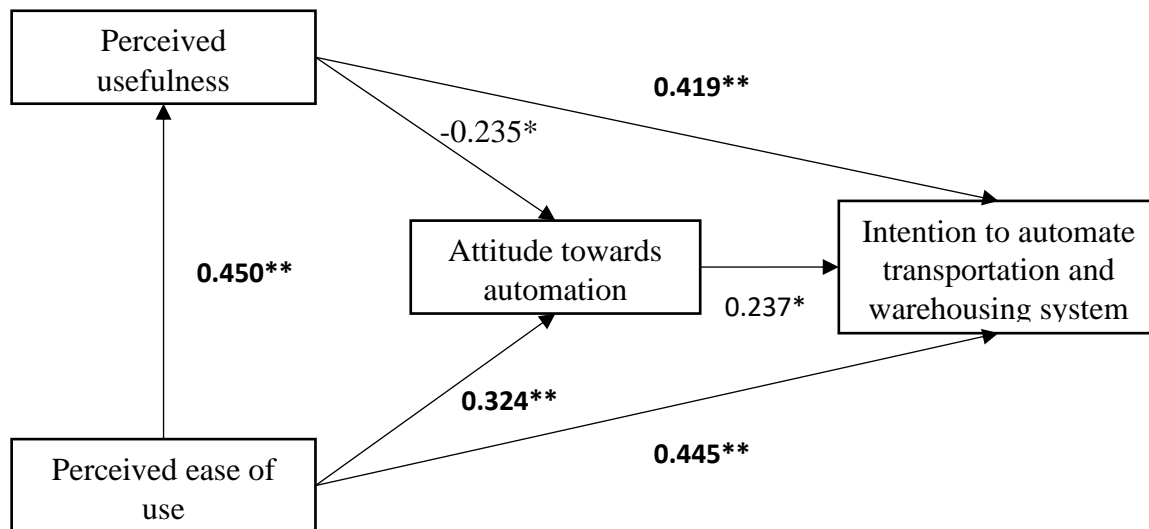 Perceived
usefulness
0.419**
-0.235*
Attitude towards
automation
Intention to automate
transportation and
warehousing system
0.450**
0.237*
0.324**
0.445**
Perceived ease of
use